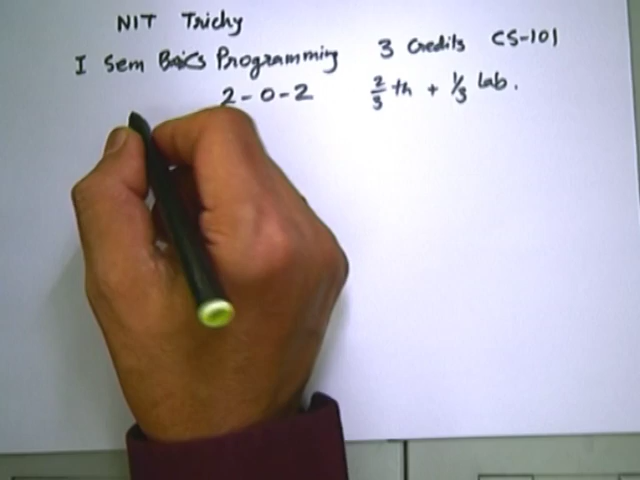 NIT Trichy
I Sem Basics Programming 3 Credits CS-101
2-0-2 2/3 th + 1/3 lab.